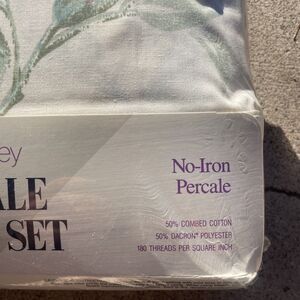 ey
ALE
SET
No-Iron
Percale
50% COMBED COTTON
50% DACRON® POLYESTER
180 THREADS PER SQUARE INCH